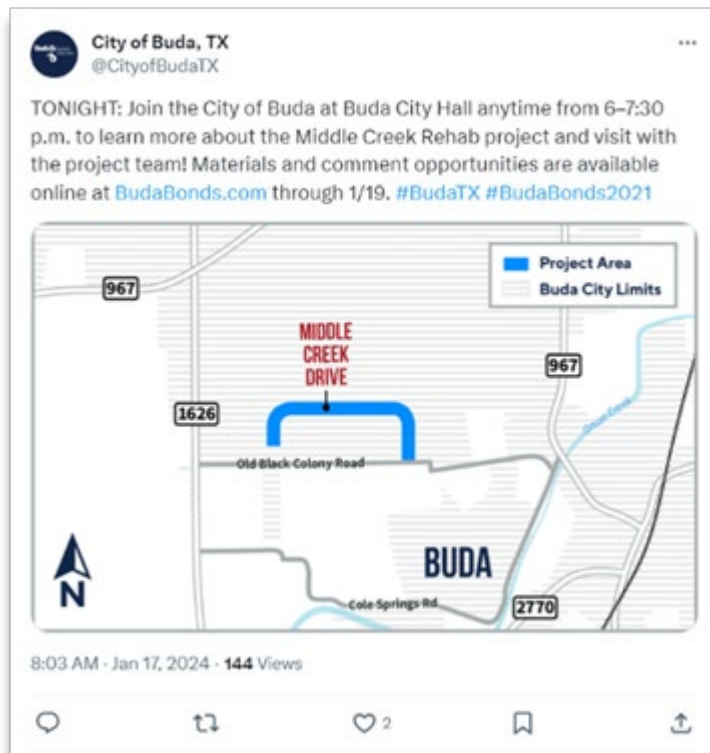 City of Buda, TX
@CityofBudaTX
TONIGHT: Join the City of Buda at Buda City Hall anytime from 6–7:30
p.m. to learn more about the Middle Creek Rehab project and visit with
the project team! Materials and comment opportunities are available
online at BudaBonds.com through 1/19. #BudaTX #BudaBonds2021
Project Area
Buda City Limits
967
MIDDLE
CREEK
DRIVE
967
1626
Onion Creek
Old Black Colony Road
BUDA
N
Cole Springs Rd
2770
8:03 AM · Jan 17, 2024 · 144 Views
2